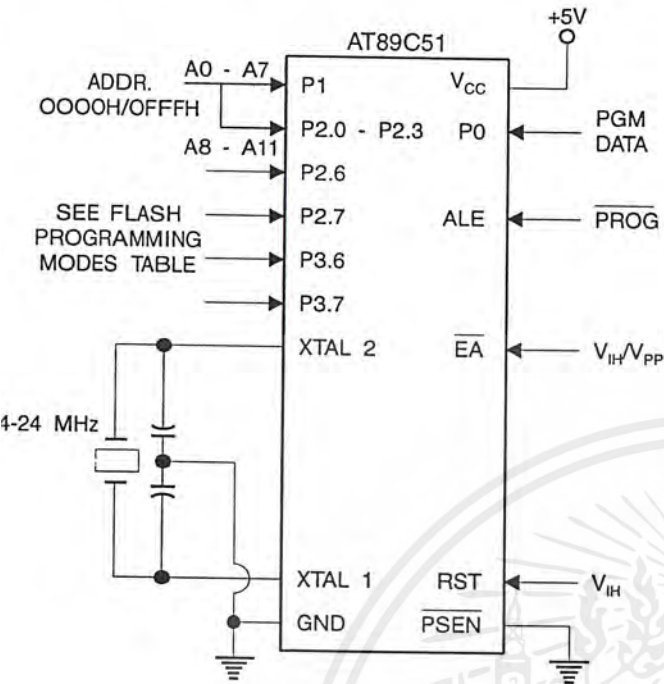 +5V
AT89C51
ADDR.
OOOOH/OFFFH
A0 - A7
P1
VCC
P2.0 - P2.3
P0
PGM
DATA
A8 - A11
P2.6
SEE FLASH
PROGRAMMING
MODES TABLE
P2.7
ALE
PROG
P3.6
P3.7
XTAL 2
EA
VIH/VPP
4-24 MHz
XTAL 1
RST
VIH
GND
PSEN